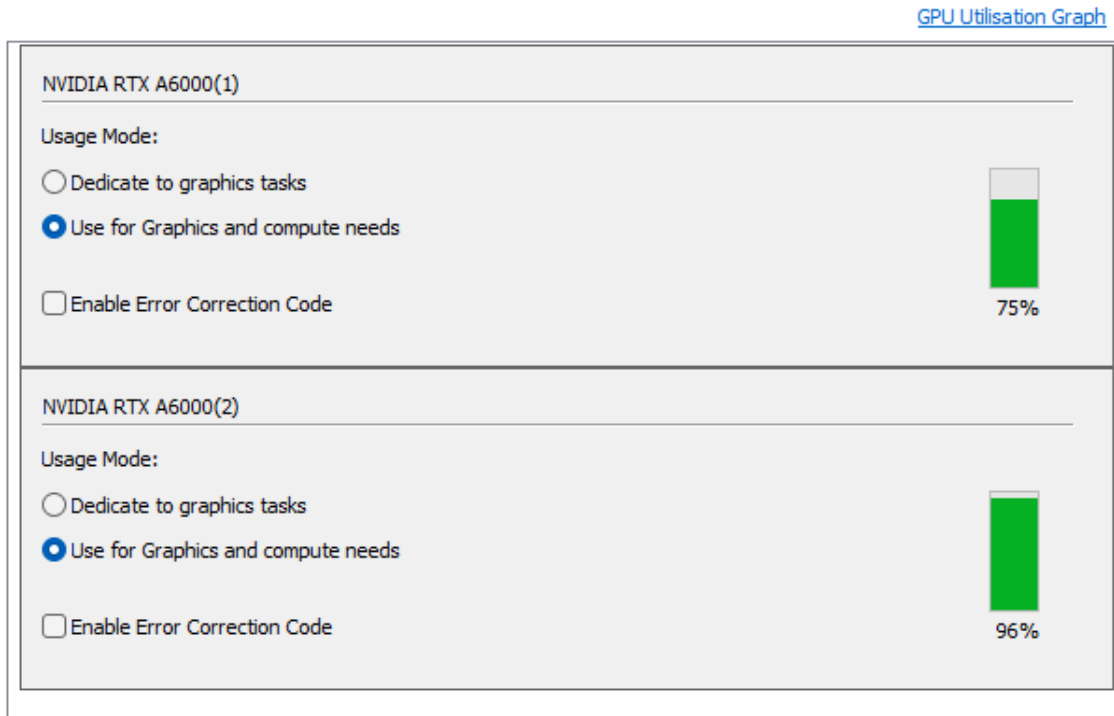 GPU Utilisation Graph
NVIDIA RTX A6000(1)
Usage Mode:
Dedicate to graphics tasks
Use for Graphics and compute needs
Enable Error Correction Code
75%
NVIDIA RTX A6000(2)
Usage Mode:
Dedicate to graphics tasks
Use for Graphics and compute needs
Enable Error Correction Code
96%